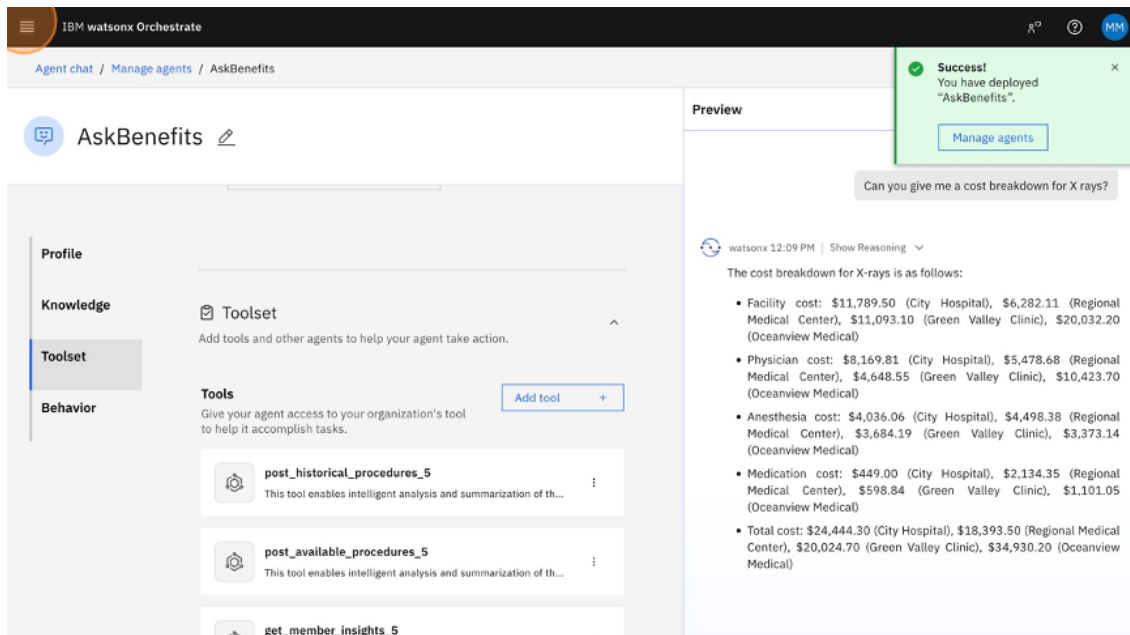 IBM watsonx Orchestrate
MM
Agent chat / Manage agents / AskBenefits
Success!
You have deployed
“AskBenefits”.
Manage agents
AskBenefits
Preview
Can you give me a cost breakdown for X rays?
Profile
Knowledge
Toolset
Behavior
Toolset
Add tools and other agents to help your agent take action.
Tools
Give your agent access to your organization's tool
to help it accomplish tasks.
Add tool +
post_historical_procedures_5
This tool enables intelligent analysis and summarization of th...
post_available_procedures_5
This tool enables intelligent analysis and summarization of th...
get_member_insights_5
watsonx 12:09 PM | Show Reasoning
The cost breakdown for X-rays is as follows:
• Facility cost: $11,789.50 (City Hospital), $6,282.11 (Regional
Medical Center), $11,093.10 (Green Valley Clinic), $20,032.20
(Oceanview Medical)
• Physician cost: $8,169.81 (City Hospital), $5,478.68 (Regional
Medical Center), $4,648.55 (Green Valley Clinic), $10,423.70
(Oceanview Medical)
• Anesthesia cost: $4,036.06 (City Hospital), $4,498.38 (Regional
Medical Center), $3,684.19 (Green Valley Clinic), $3,373.14
(Oceanview Medical)
• Medication cost: $449.00 (City Hospital), $2,134.35 (Regional
Medical Center), $598.84 (Green Valley Clinic), $1,101.05
(Oceanview Medical)
• Total cost: $24,444.30 (City Hospital), $18,393.50 (Regional Medical
Center), $20,024.70 (Green Valley Clinic), $34,930.20 (Oceanview
Medical)